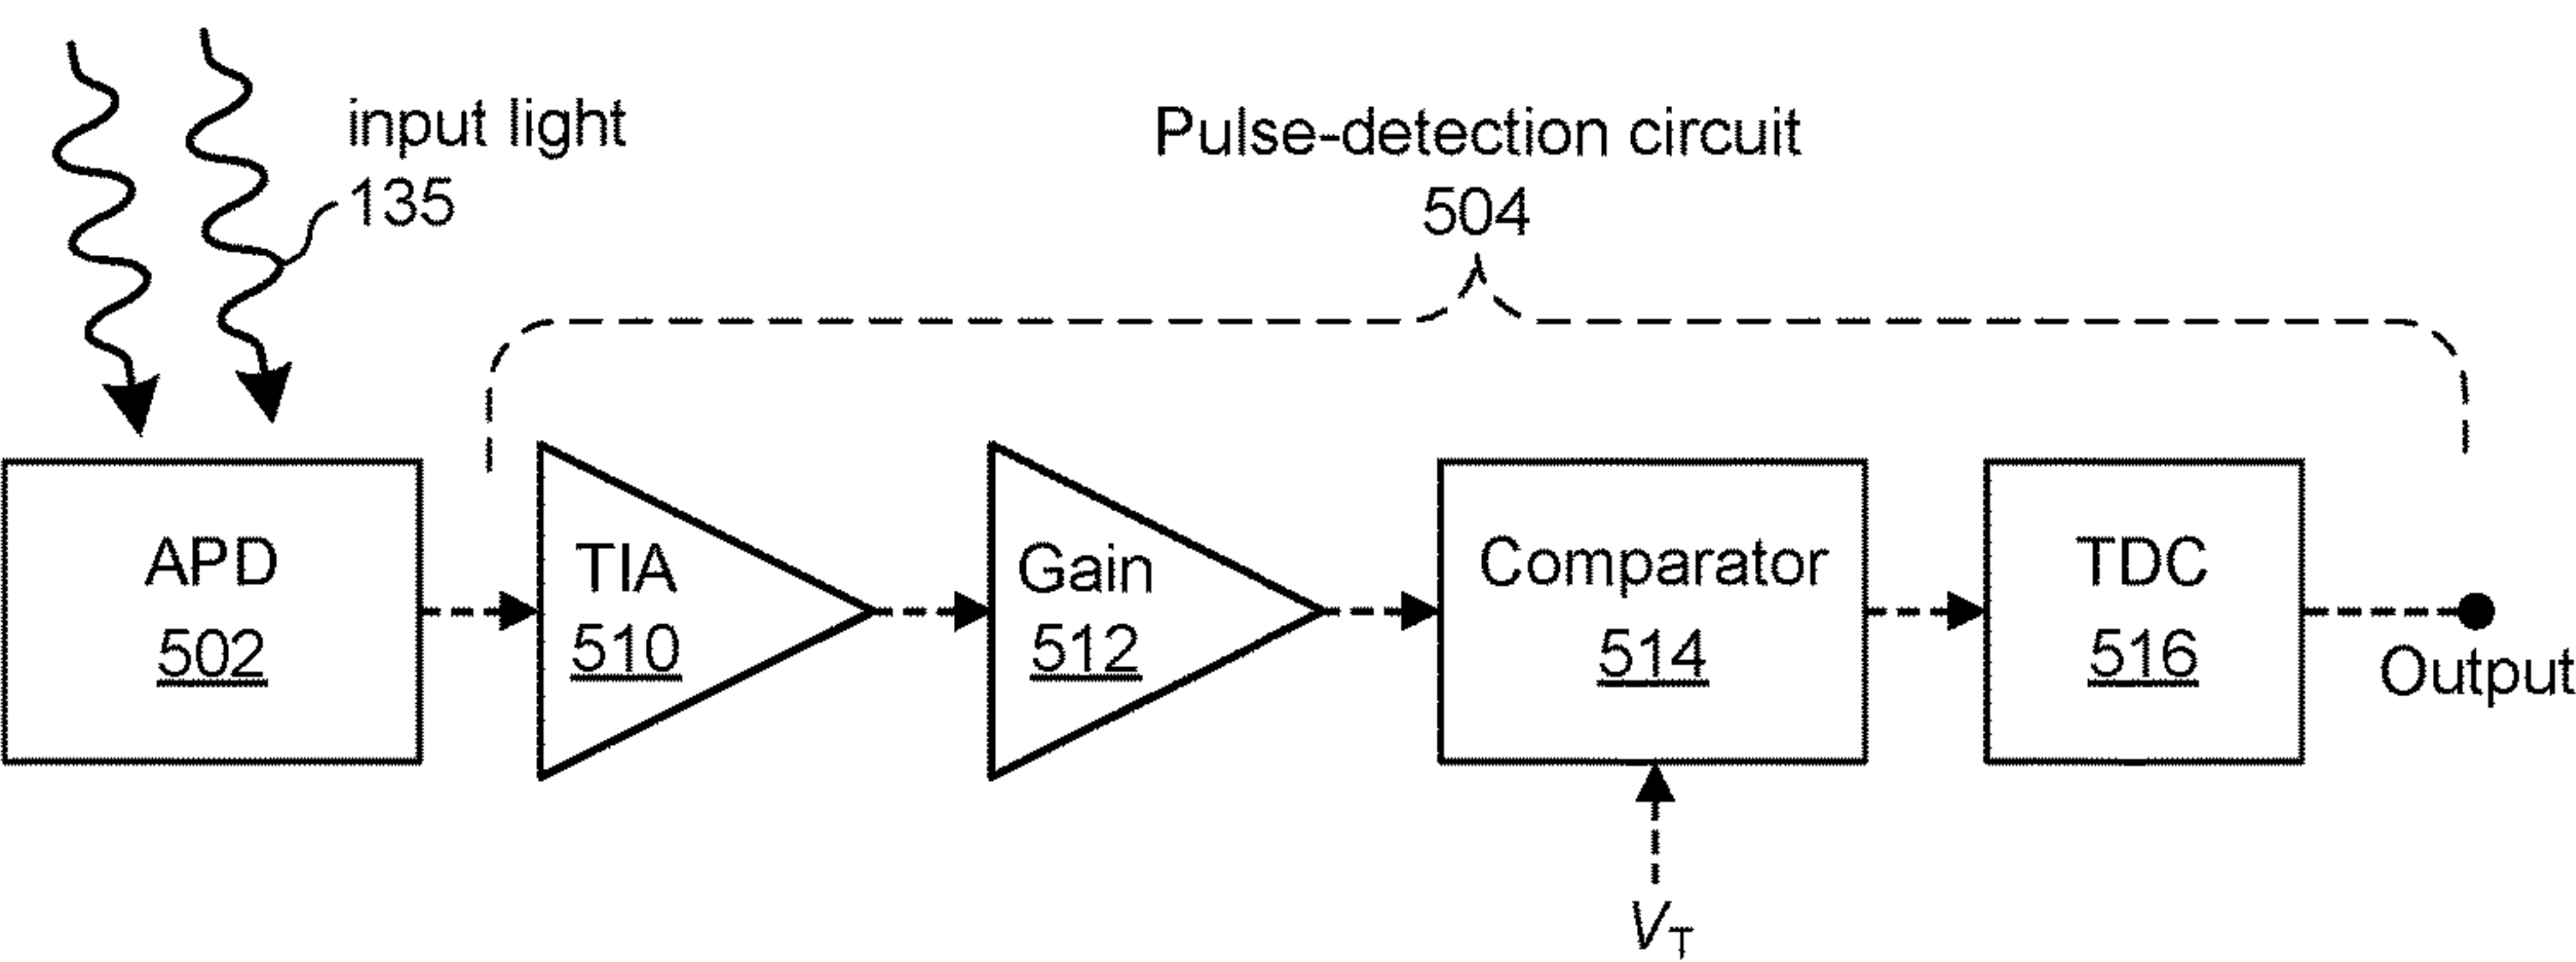 input light
135
Pulse-detection circuit
504
APD
502
TIA
510
Gain
512
Comparator
514
TDC
516
Output
VT